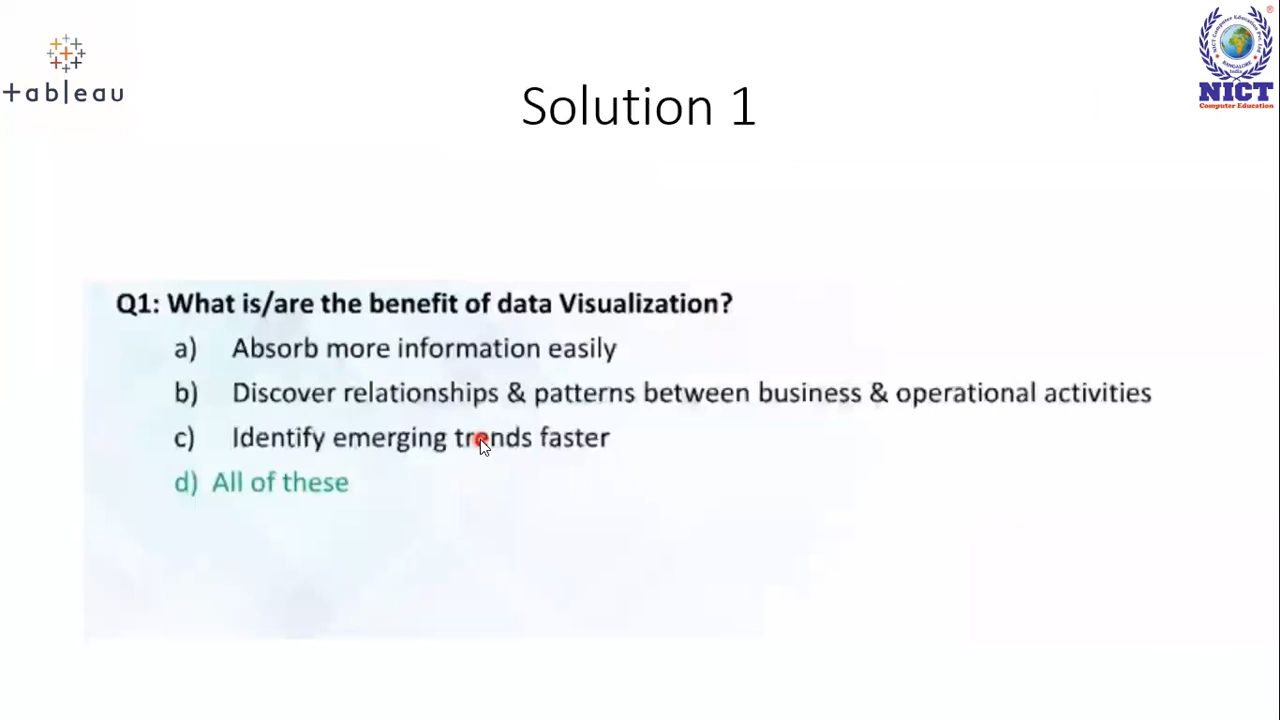 +ableau
NICT
Computer Education
Solution 1
Q1: What is/are the benefit of data Visualization?
a) Absorb more information easily
b) Discover relationships & patterns between business & operational activities
c) Identify emerging trends faster
d) All of these